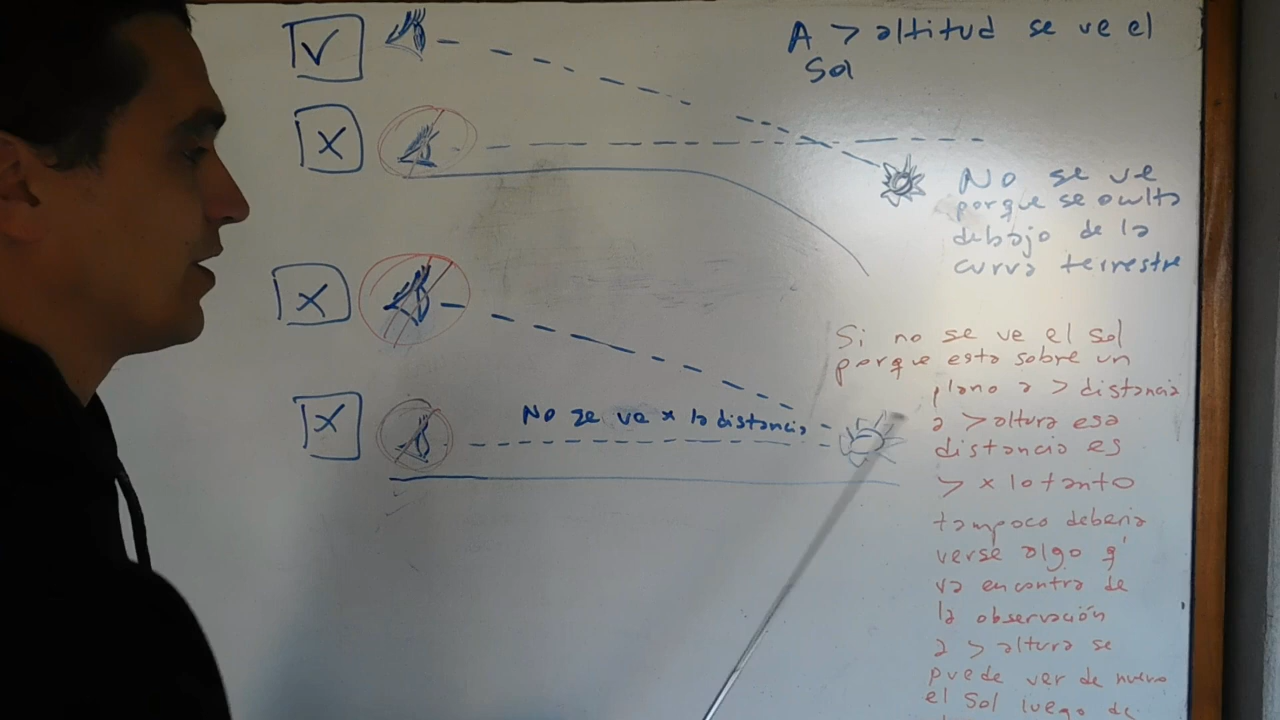 A > altitud se ve el
Sol
No se ve
porque se oculta
debajo de la
curva terrestre
Si no se ve el sol
porque esta sobre un
plano a > distancia
a > altura esa
distancia es
> x lo tanto
tampoco deberia
verse algo q'
va en contra de
la observación
a > altura se
puede ver de nuevo
el Sol luego de
No se ve x la distancia